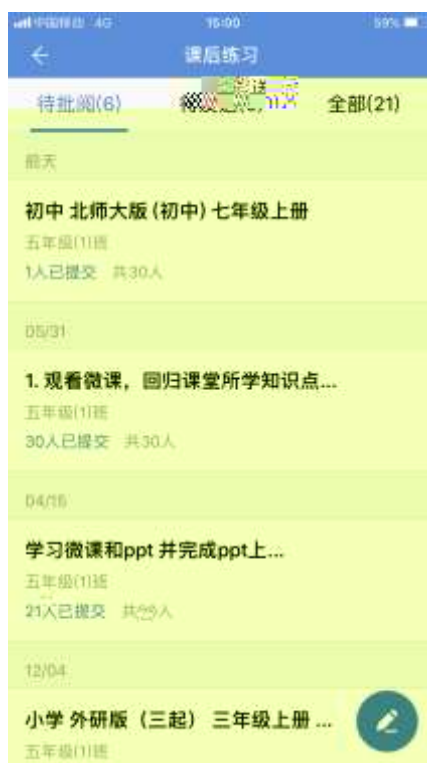 中国移动 4G 15:00 59%
课后练习
待批阅(6) 全部(21)
前天
初中 北师大版 (初中) 七年级上册
五年级(1)班
1人已提交 共30人
05/31
1. 观看微课，回归课堂所学知识点...
五年级(1)班
30人已提交 共30人
04/16
学习微课和ppt 并完成ppt上...
五年级(1)班
21人已提交
12/04
小学 外研版（三起） 三年级上册 ...
五年级(1)班